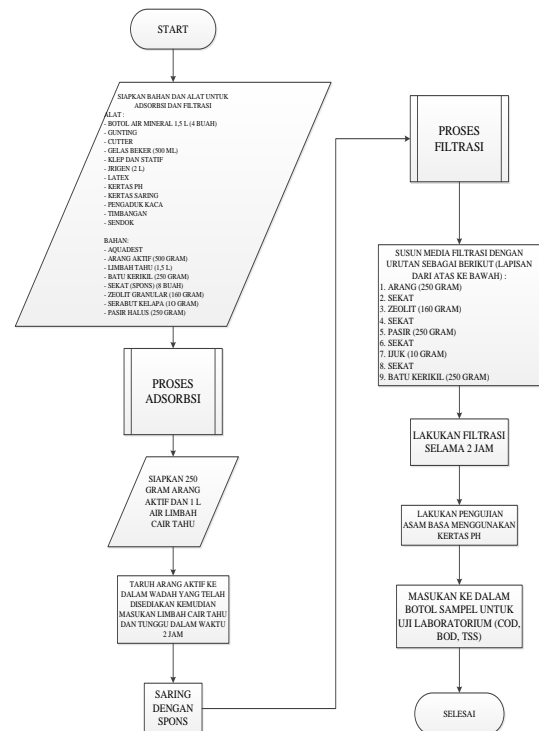 START
SIAPKAN BAHAN DAN ALAT UNTUK
ADSORBSI DAN FILTRASI
ALAT :
- BOTOL AIR MINERAL 1,5 L (4 BUAH)
- GUNTING
- CUTTER
- GELAS BEKER (500 ML)
- KLEP DAN STATIF
- JRIGEN (2 L)
- LATEX
- KERTAS PH
- KERTAS SARING
- PENGADUK KACA
- TIMBANGAN
- SENDOK
BAHAN:
- AQUADEST
- ARANG AKTIF (500 GRAM)
- LIMBAH TAHU (1,5 L)
- BATU KERIKIL (250 GRAM)
- SEKAT (SPONS) (8 BUAH)
- ZEOLIT GRANULAR (160 GRAM)
- SERABUT KELAPA (1O GRAM)
- PASIR HALUS (250 GRAM)
PROSES
ADSORBSI
SIAPKAN 250
GRAM ARANG
AKTIF DAN 1 L
AIR LIMBAH
CAIR TAHU
TARUH ARANG AKTIF KE
DALAM WADAH YANG TELAH
DISEDIAKAN KEMUDIAN
MASUKAN LIMBAH CAIR TAHU
DAN TUNGGU DALAM WAKTU
2 JAM
SARING
DENGAN
SPONS
PROSES
FILTRASI
SUSUN MEDIA FILTRASI DENGAN
URUTAN SEBAGAI BERIKUT (LAPISAN
DARI ATAS KE BAWAH) :
1. ARANG (250 GRAM)
2. SEKAT
3. ZEOLIT (160 GRAM)
4. SEKAT
5. PASIR (250 GRAM)
6. SEKAT
7. IJUK (10 GRAM)
8. SEKAT
9. BATU KERIKIL (250 GRAM)
LAKUKAN FILTRASI
SELAMA 2 JAM
LAKUKAN PENGUJIAN
ASAM BASA MENGGUNAKAN
KERTAS PH
MASUKAN KE DALAM
BOTOL SAMPEL UNTUK
UJI LABORATORIUM (COD,
BOD, TSS)
SELESAI